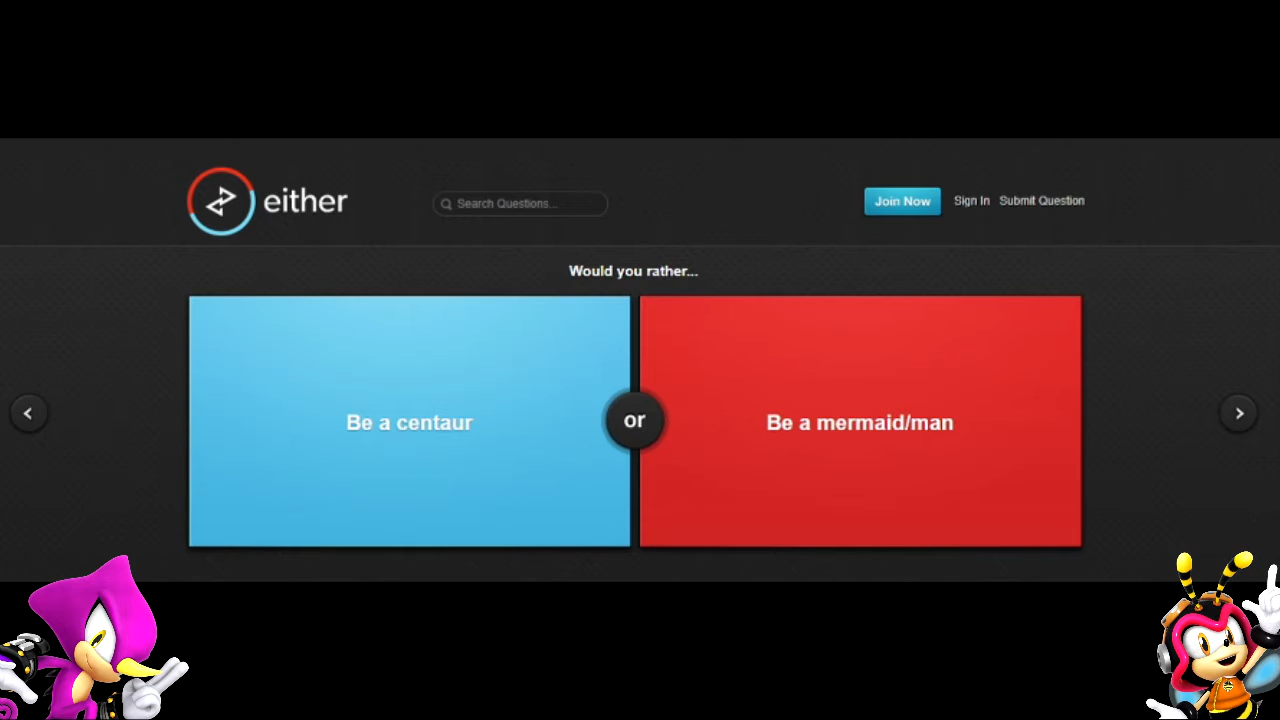 either
Search Questions...
Join Now
Sign In
Submit Question
Would you rather...
Be a centaur
or
Be a mermaid/man